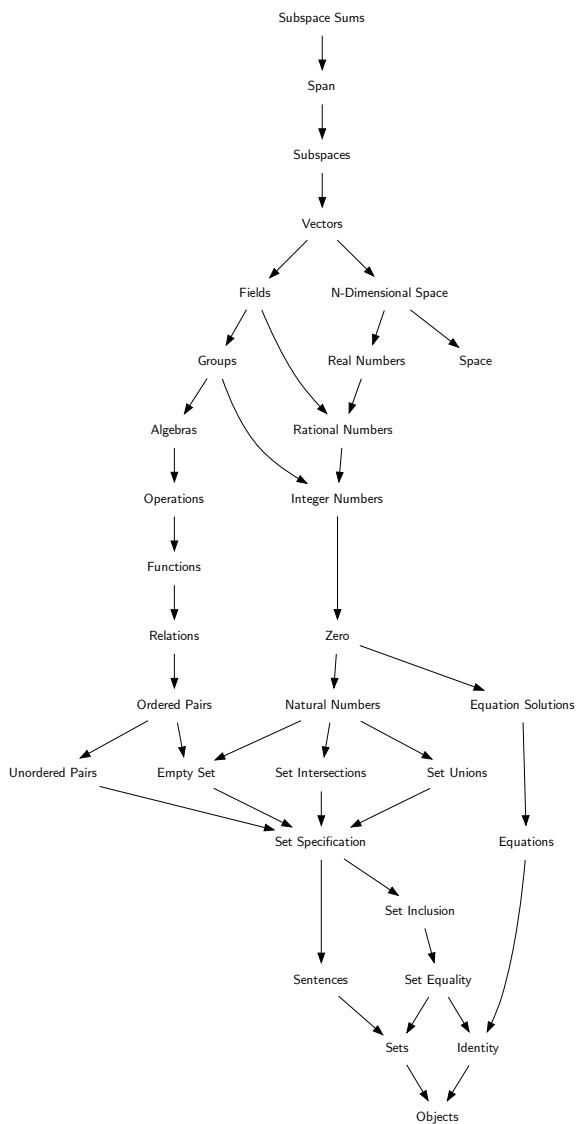 Subspace Sums
Span
Subspaces
Vectors
Fields
N-Dimensional Space
Groups
Real Numbers
Space
Algebras
Rational Numbers
Operations
Integer Numbers
Functions
Relations
Zero
Ordered Pairs
Natural Numbers
Equation Solutions
Unordered Pairs
Empty Set
Set Intersections
Set Unions
Set Specification
Equations
Set Inclusion
Sentences
Set Equality
Sets
Identity
Objects